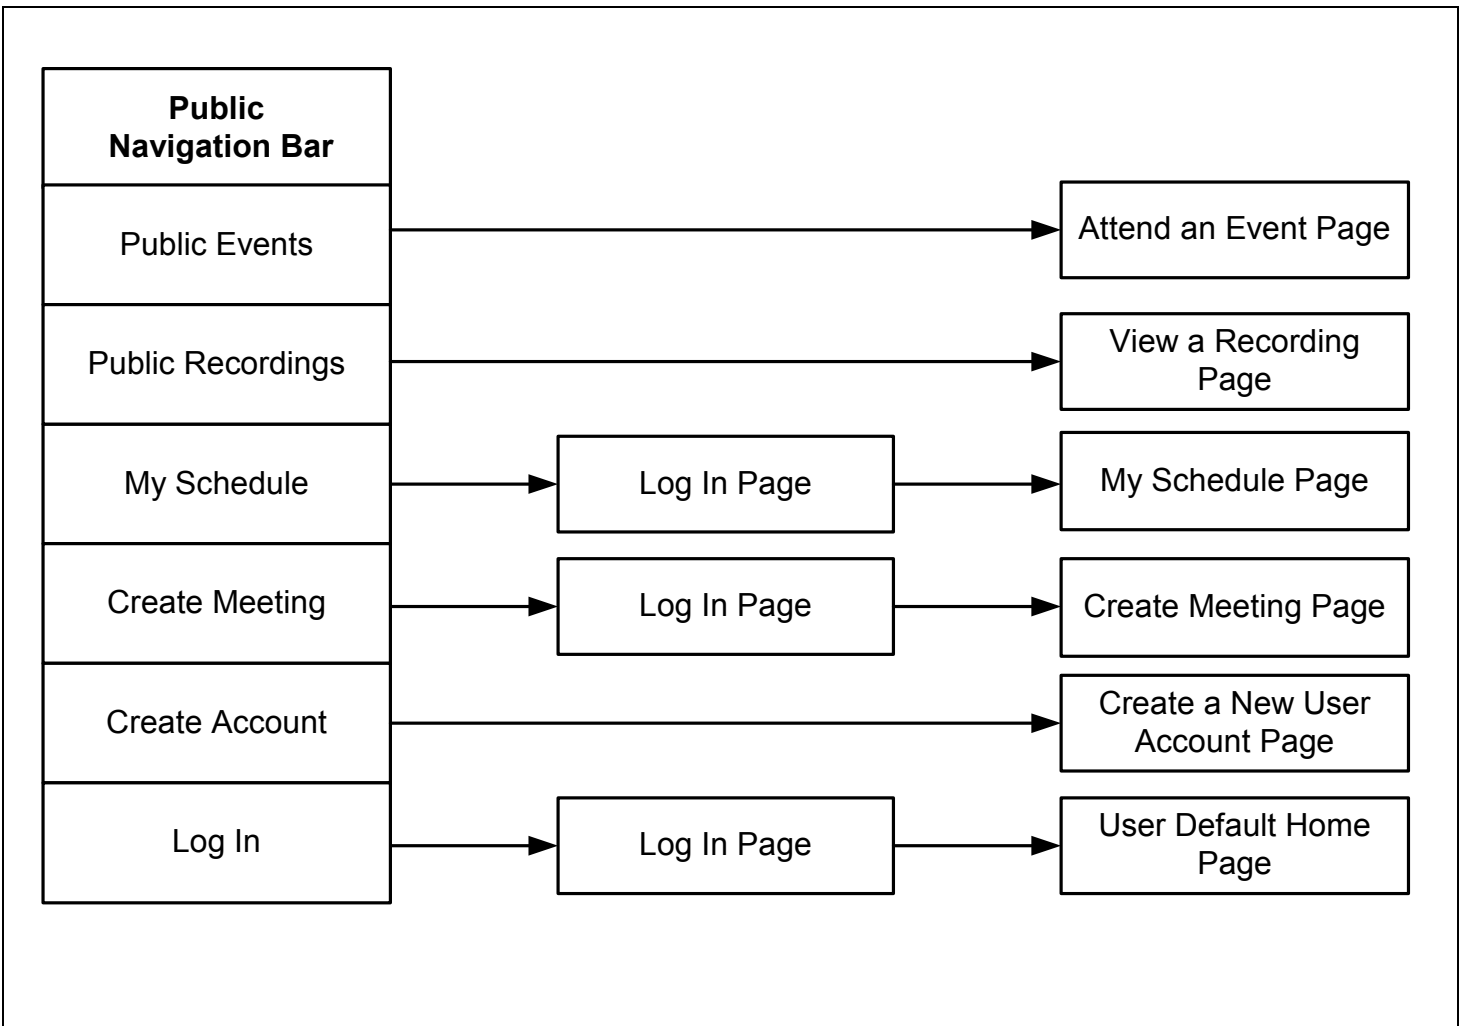 Public
Navigation Bar
Public Events
Attend an Event Page
Public Recordings
View a Recording
Page
My Schedule
Log In Page
My Schedule Page
Create Meeting
Log In Page
Create Meeting Page
Create Account
Create a New User
Account Page
Log In
Log In Page
User Default Home
Page